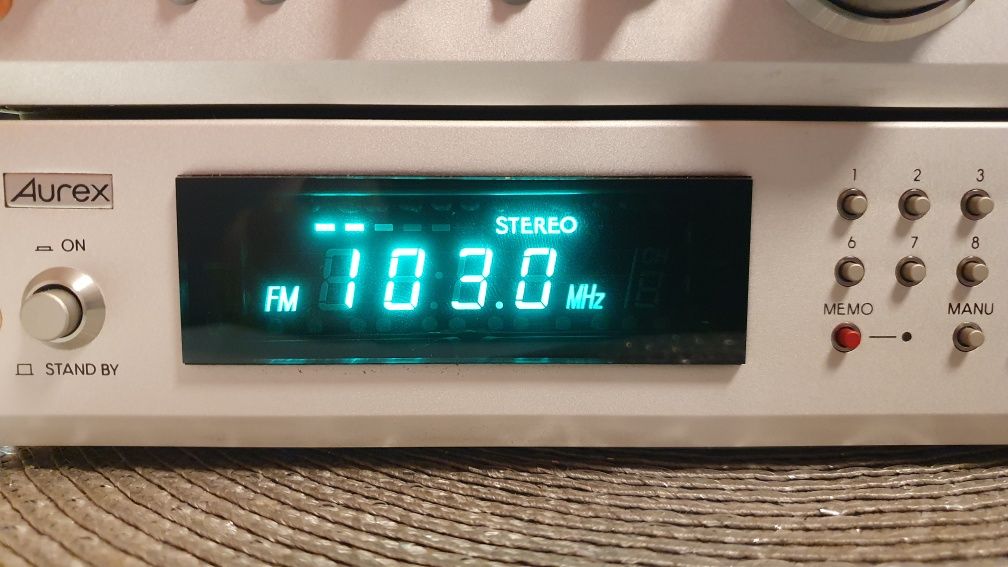 Aurex
ON
STAND BY
STEREO
FM 103.0 MHz
1 2 3
6 7 8
MEMO MANU